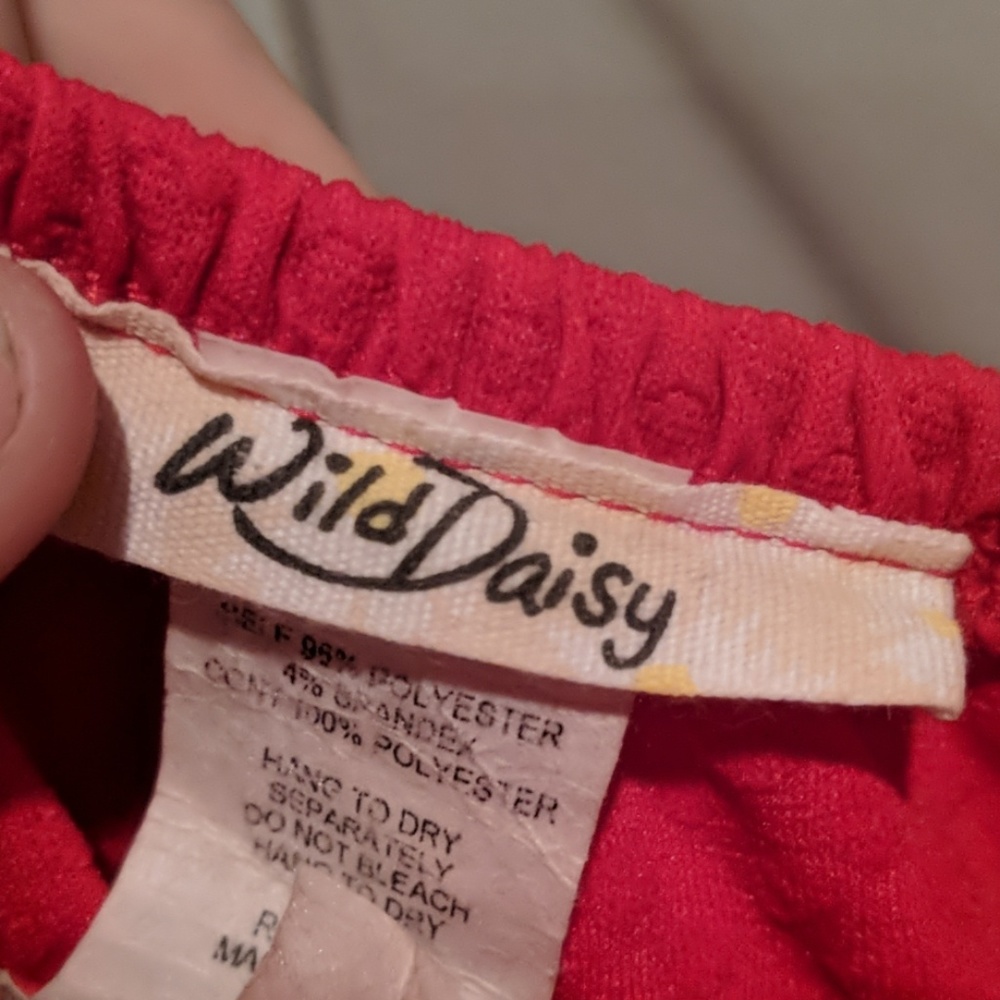 Wild Daisy
SELF 96% POLYESTER
4% SPANDEX
CONT 100% POLYESTER
HANG TO DRY
SEPARATELY
DO NOT BLEACH
HANG TO DRY
R
MA